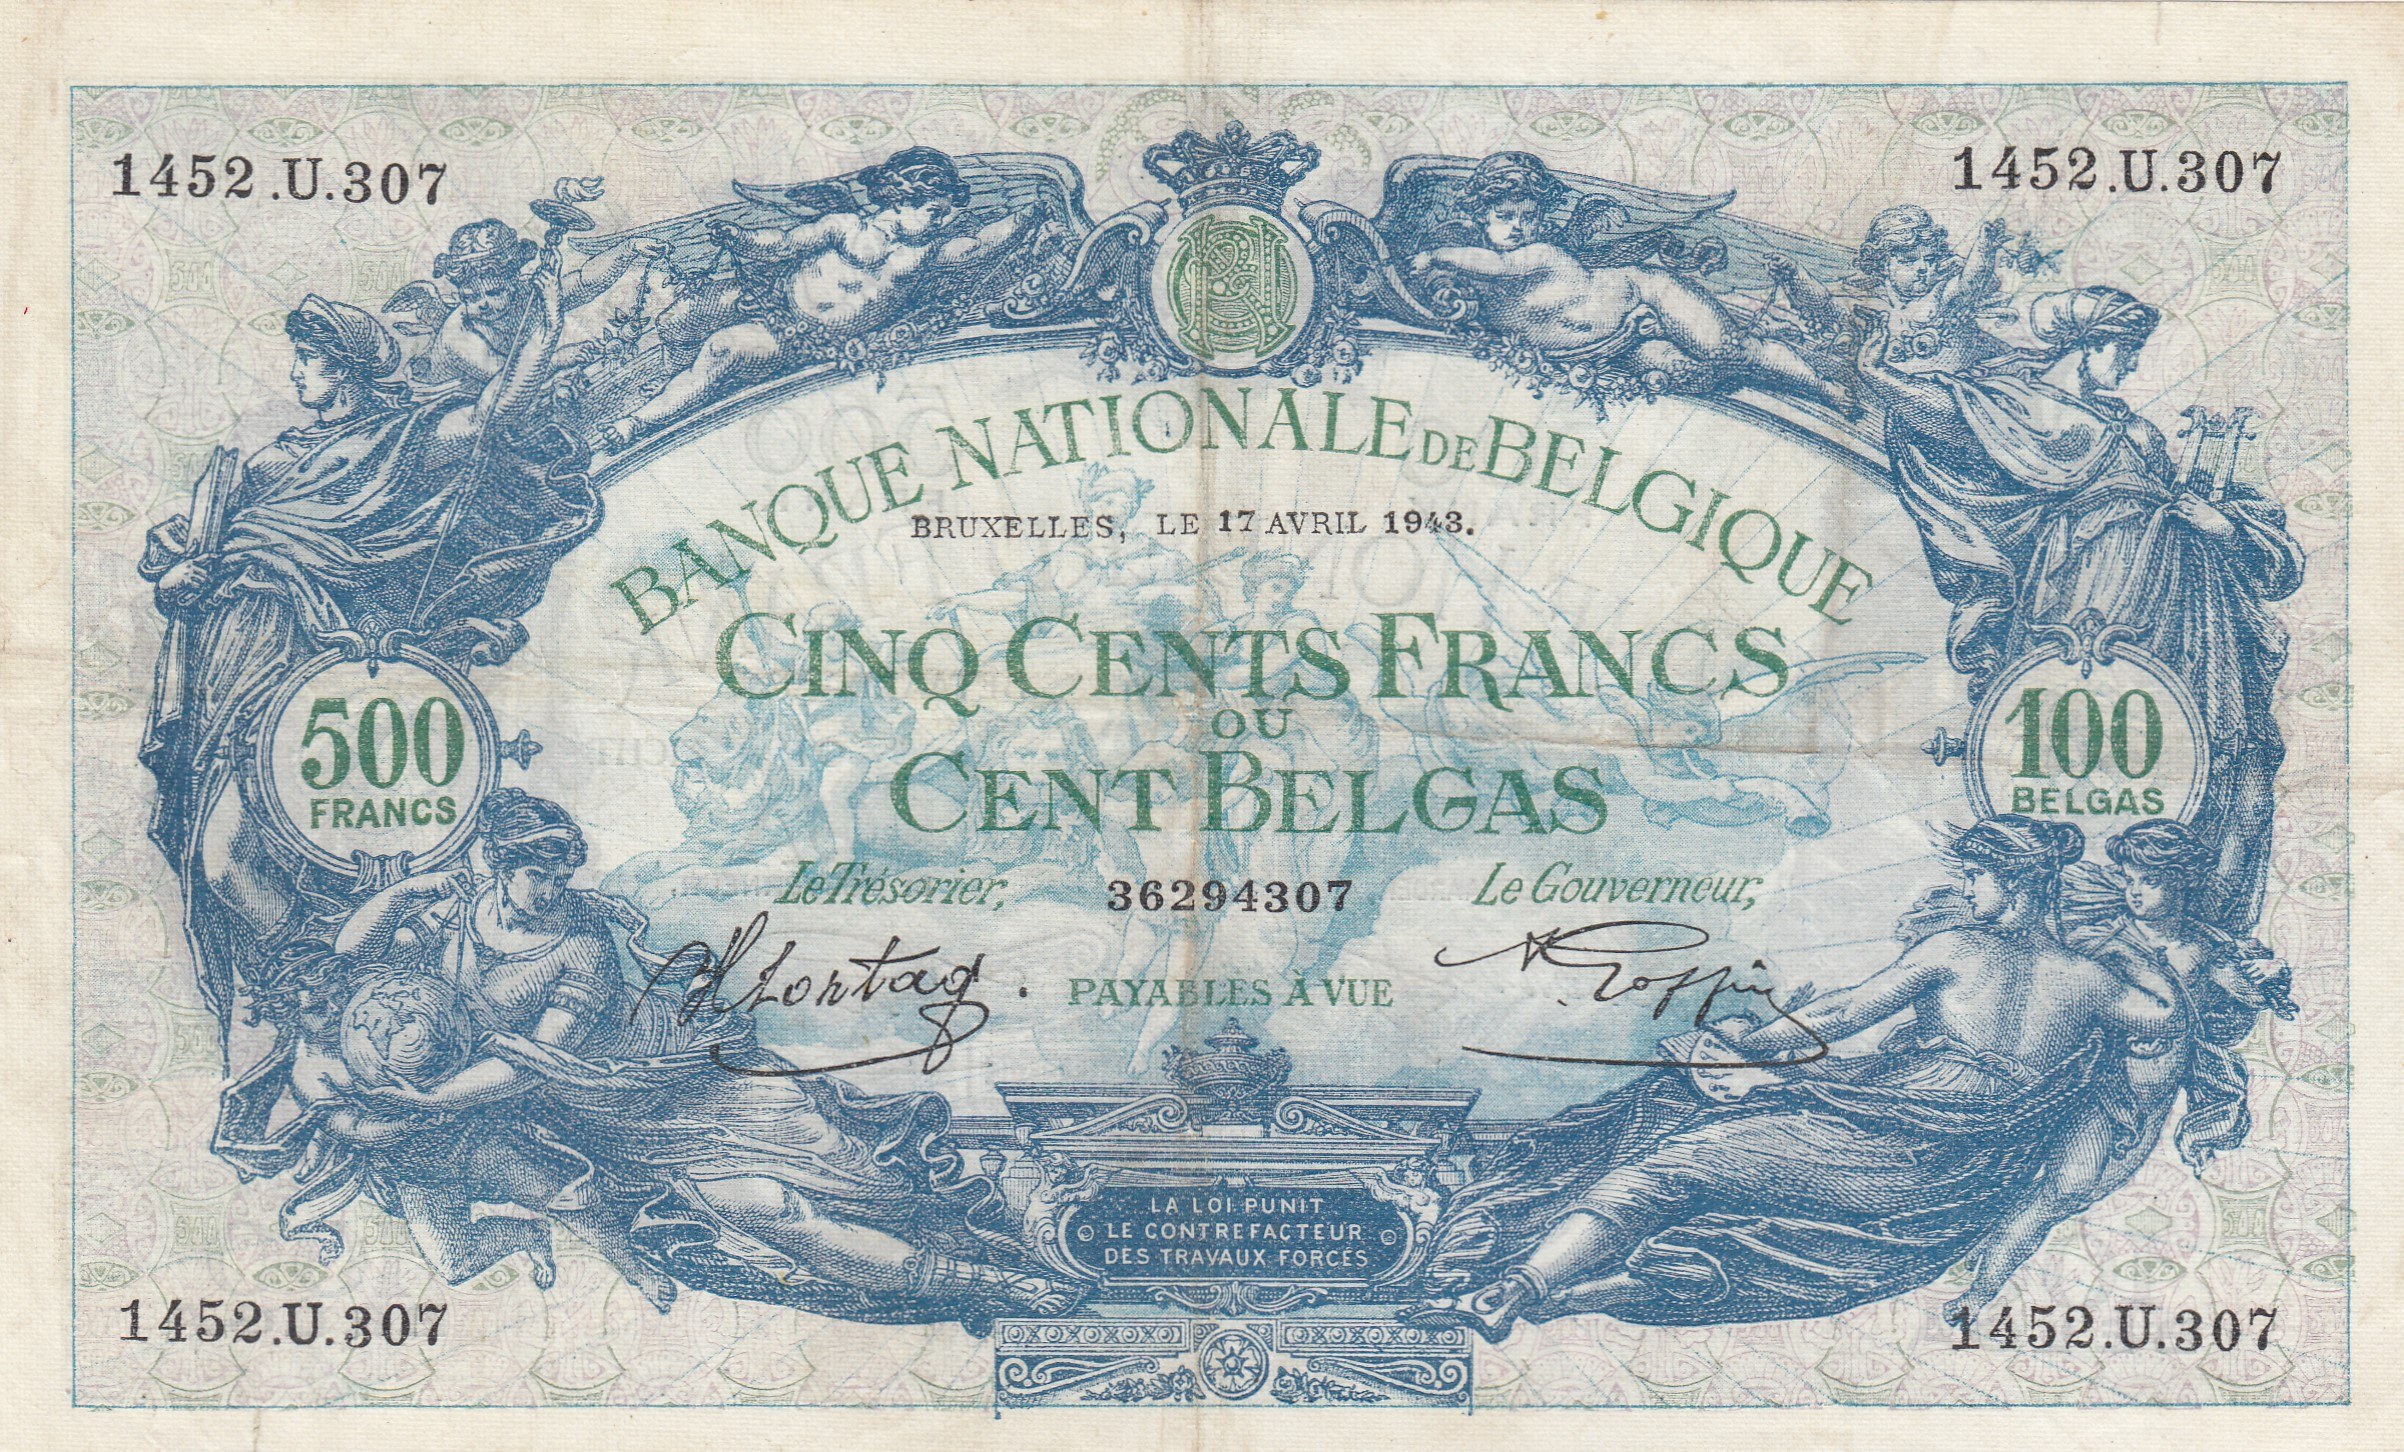 1452.U.307
1452.U.307
BANQUE NATIONALE DE BELGIQUE
BRUXELLES, LE 17 AVRIL 1943.
CINQ CENTS FRANCS
OU
CENT BELGAS
500
FRANCS
100
BELGAS
Le Trésorier,
36294307
Le Gouverneur,
PAYABLES À VUE
LA LOI PUNIT
LE CONTREFACTEUR
DES TRAVAUX FORCÉS
1452.U.307
1452.U.307